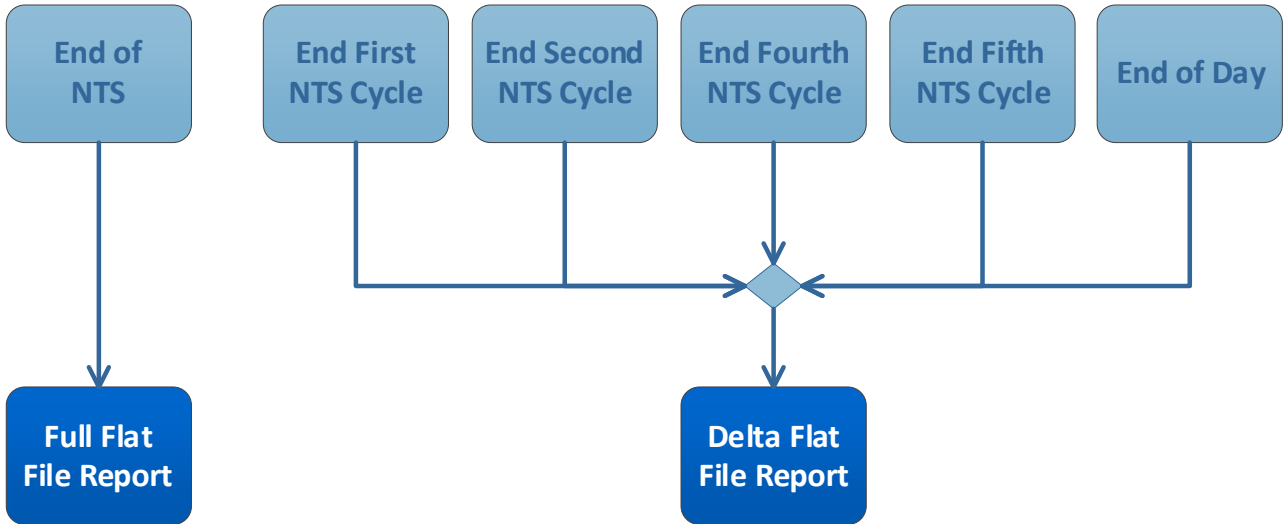 End of
NTS
End First
NTS Cycle
End Second
NTS Cycle
End Fourth
NTS Cycle
End Fifth
NTS Cycle
End of Day
Full Flat
File Report
Delta Flat
File Report